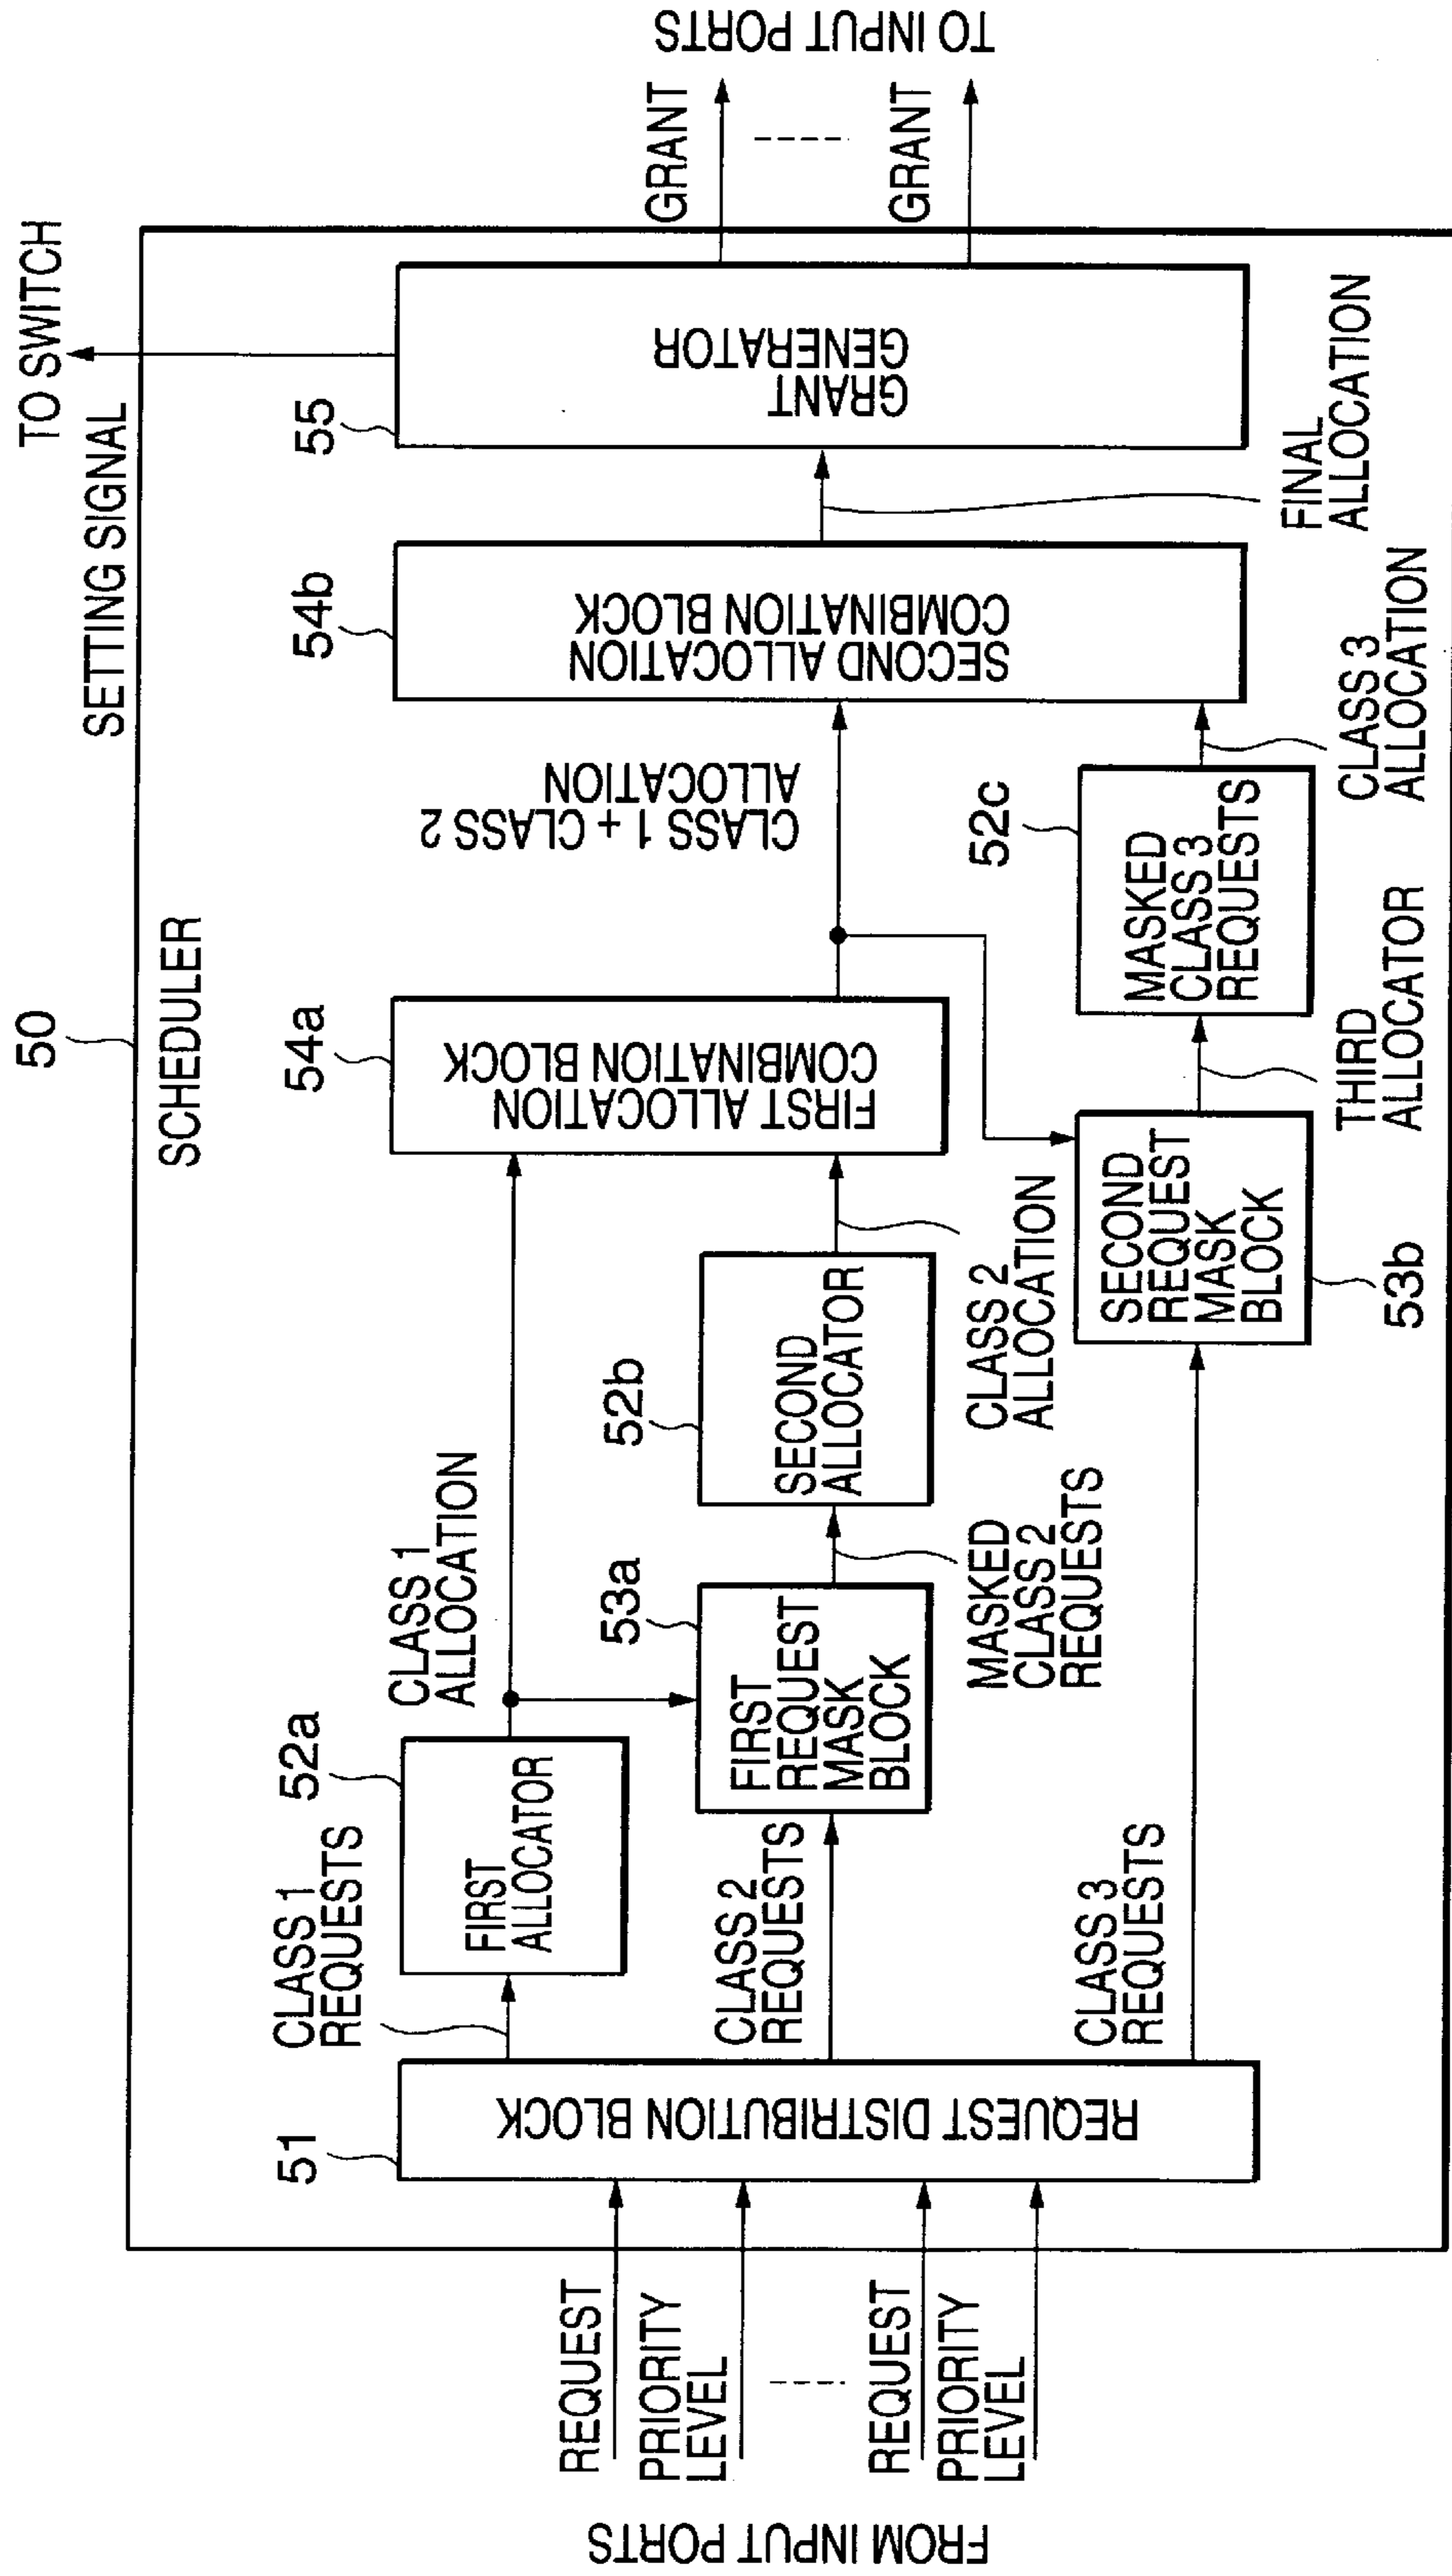 50
SCHEDULER
SETTING SIGNAL
TO SWITCH
FROM INPUT PORTS
REQUEST
PRIORITY
LEVEL
REQUEST
PRIORITY
LEVEL
51
REQUEST DISTRIBUTION BLOCK
CLASS 1
REQUESTS
52a
FIRST
ALLOCATOR
CLASS 1
ALLOCATION
CLASS 2
REQUESTS
53a
FIRST
REQUEST
MASK
BLOCK
MASKED
CLASS 2
REQUESTS
52b
SECOND
ALLOCATOR
CLASS 2
ALLOCATION
54a
FIRST ALLOCATION
COMBINATION BLOCK
CLASS 1 + CLASS 2
ALLOCATION
CLASS 3
REQUESTS
SECOND
REQUEST
MASK
BLOCK
53b
THIRD
ALLOCATOR
52c
MASKED
CLASS 3
REQUESTS
CLASS 3
ALLOCATION
54b
SECOND ALLOCATION
COMBINATION BLOCK
FINAL
ALLOCATION
55
GRANT
GENERATOR
GRANT
GRANT
TO INPUT PORTS